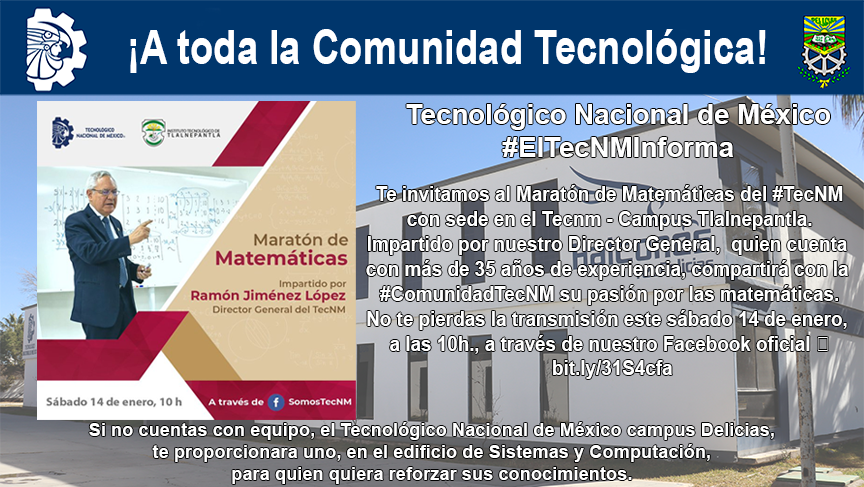 ¡A toda la Comunidad Tecnológica!
DELICIAS
TECNOLÓGICO
NACIONAL DE MÉXICO
INSTITUTO TECNOLÓGICO DE
TLALNEPANTLA
Maratón de
Matemáticas
Impartido por
Ramón Jiménez López
Director General del TecNM
Sábado 14 de enero, 10 h
A través de SomosTecNM
Tecnológico Nacional de México
#ElTecNMInforma
Te invitamos al Maratón de Matemáticas del #TecNM
con sede en el Tecnm - Campus Tlalnepantla.
Impartido por nuestro Director General, quien cuenta
con más de 35 años de experiencia, compartirá con la
#ComunidadTecNM su pasión por las matemáticas.
No te pierdas la transmisión este sábado 14 de enero,
a las 10h., a través de nuestro Facebook oficial
bit.ly/31S4cfa
Halcones
Delicias
Si no cuentas con equipo, el Tecnológico Nacional de México campus Delicias,
te proporcionara uno, en el edificio de Sistemas y Computación,
para quien quiera reforzar sus conocimientos.